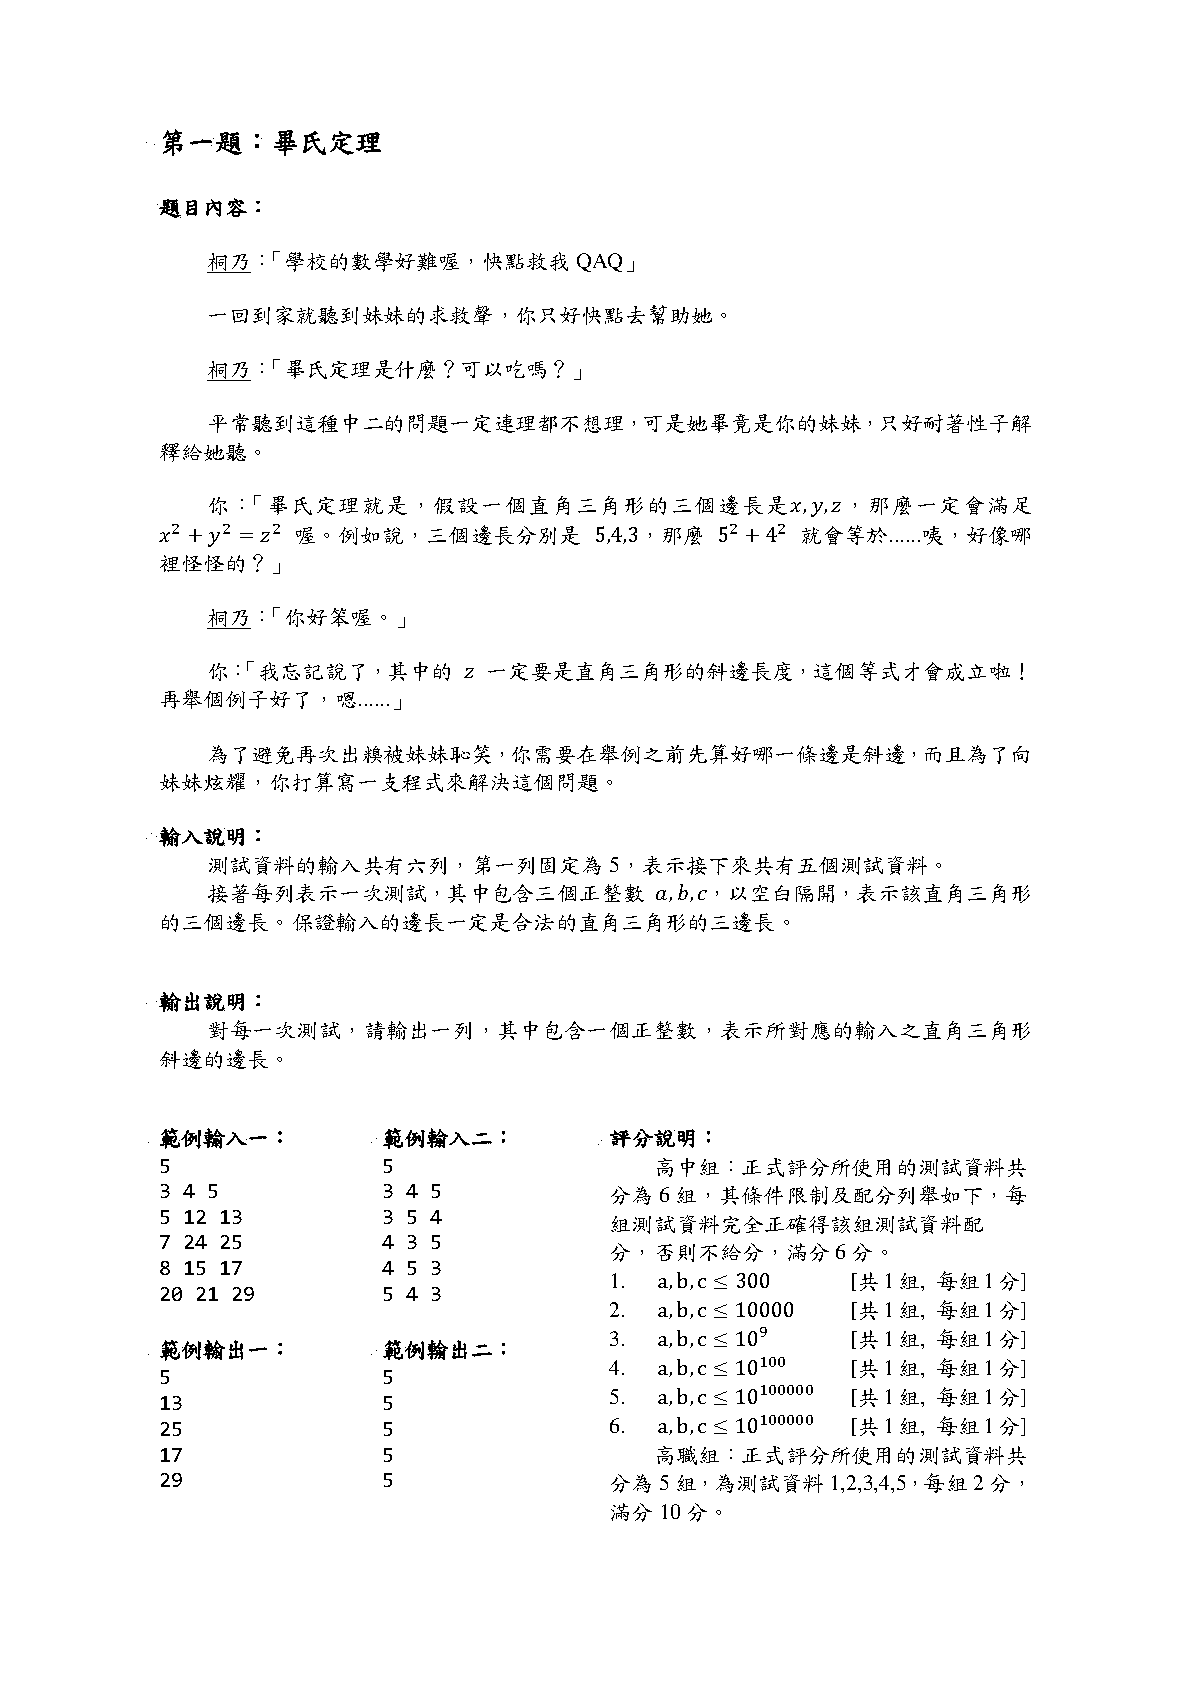 第一題：畢氏定理
題目內容：
桐乃：「學校的數學好難喔，快點救我 QAQ」
一回到家就聽到妹妹的求救聲，你只好快點去幫助她。
桐乃：「畢氏定理是什麼？可以吃嗎？」
平常聽到這種中二的問題一定連理都不想理，可是她畢竟是你的妹妹，只好耐著性子解
釋給她聽。
你：「畢氏定理就是，假設一個直角三角形的三個邊長是x, y, z，那麼一定會滿足
x² + y² = z² 喔。例如說，三個邊長分別是 5,4,3，那麼 5² + 4² 就會等於......咦，好像哪
裡怪怪的？」
桐乃：「你好笨喔。」
你：「我忘記說了，其中的 z 一定要是直角三角形的斜邊長度，這個等式才會成立啦！
再舉個例子好了，嗯......」
為了避免再次出糗被妹妹恥笑，你需要在舉例之前先算好哪一條邊是斜邊，而且為了向
妹妹炫耀，你打算寫一支程式來解決這個問題。
輸入說明：
測試資料的輸入共有六列，第一列固定為 5，表示接下來共有五個測試資料。
接著每列表示一次測試，其中包含三個正整數 a, b, c，以空白隔開，表示該直角三角形
的三個邊長。保證輸入的邊長一定是合法的直角三角形的三邊長。
輸出說明：
對每一次測試，請輸出一列，其中包含一個正整數，表示所對應的輸入之直角三角形
斜邊的邊長。
範例輸入一：
5
3 4 5
5 12 13
7 24 25
8 15 17
20 21 29
範例輸出一：
5
13
25
17
29
範例輸入二：
5
3 4 5
3 5 4
4 3 5
4 5 3
5 4 3
範例輸出二：
5
5
5
5
5
評分說明：
高中組：正式評分所使用的測試資料共
分為 6 組，其條件限制及配分列舉如下，每
組測試資料完全正確得該組測試資料配
分，否則不給分，滿分 6 分。
1. a, b, c ≤ 300 [共 1 組, 每組 1 分]
2. a, b, c ≤ 10000 [共 1 組, 每組 1 分]
3. a, b, c ≤ 10⁹ [共 1 組, 每組 1 分]
4. a, b, c ≤ 10¹⁰⁰ [共 1 組, 每組 1 分]
5. a, b, c ≤ 10¹⁰⁰⁰⁰⁰ [共 1 組, 每組 1 分]
6. a, b, c ≤ 10¹⁰⁰⁰⁰⁰ [共 1 組, 每組 1 分]
高職組：正式評分所使用的測試資料共
分為 5 組，為測試資料 1,2,3,4,5，每組 2 分，
滿分 10 分。